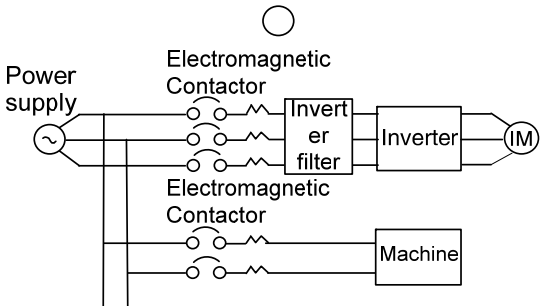 Electromagnetic
Contactor
Power
supply
Invert
er
filter
Inverter
IM
Electromagnetic
Contactor
Machine